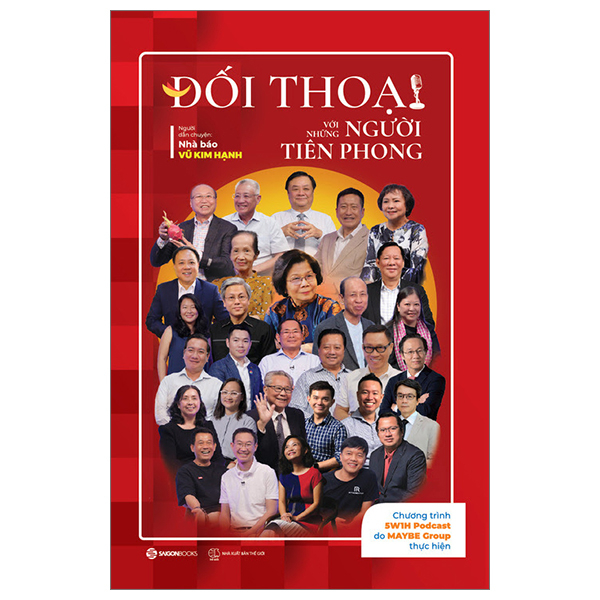 ĐỐI THOẠI
VỚI
NHỮNG
NGƯỜI
TIÊN PHONG
Người
dẫn chuyện:
Nhà báo
VŨ KIM HẠNH
Chương trình
5W1H Podcast
do MAYBE Group
thực hiện
SAIGONBOOKS
NHÀ XUẤT BẢN THẾ GIỚI